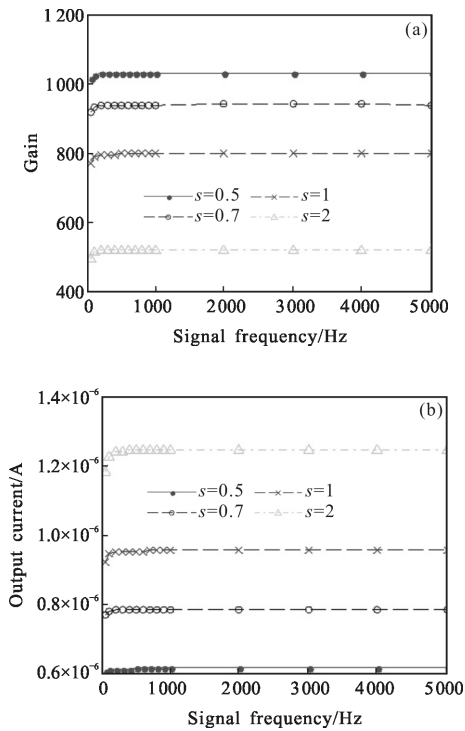 (a)
1 200
1 000
800
600
400
Gain
s=0.5
s=1
s=0.7
s=2
0
1000
2000
3000
4000
5000
Signal frequency/Hz
(b)
1.4×10⁻⁶
1.2×10⁻⁶
1.0×10⁻⁶
0.8×10⁻⁶
0.6×10⁻⁶
Output current/A
s=0.5
s=1
s=0.7
s=2
0
1000
2000
3000
4000
5000
Signal frequency/Hz